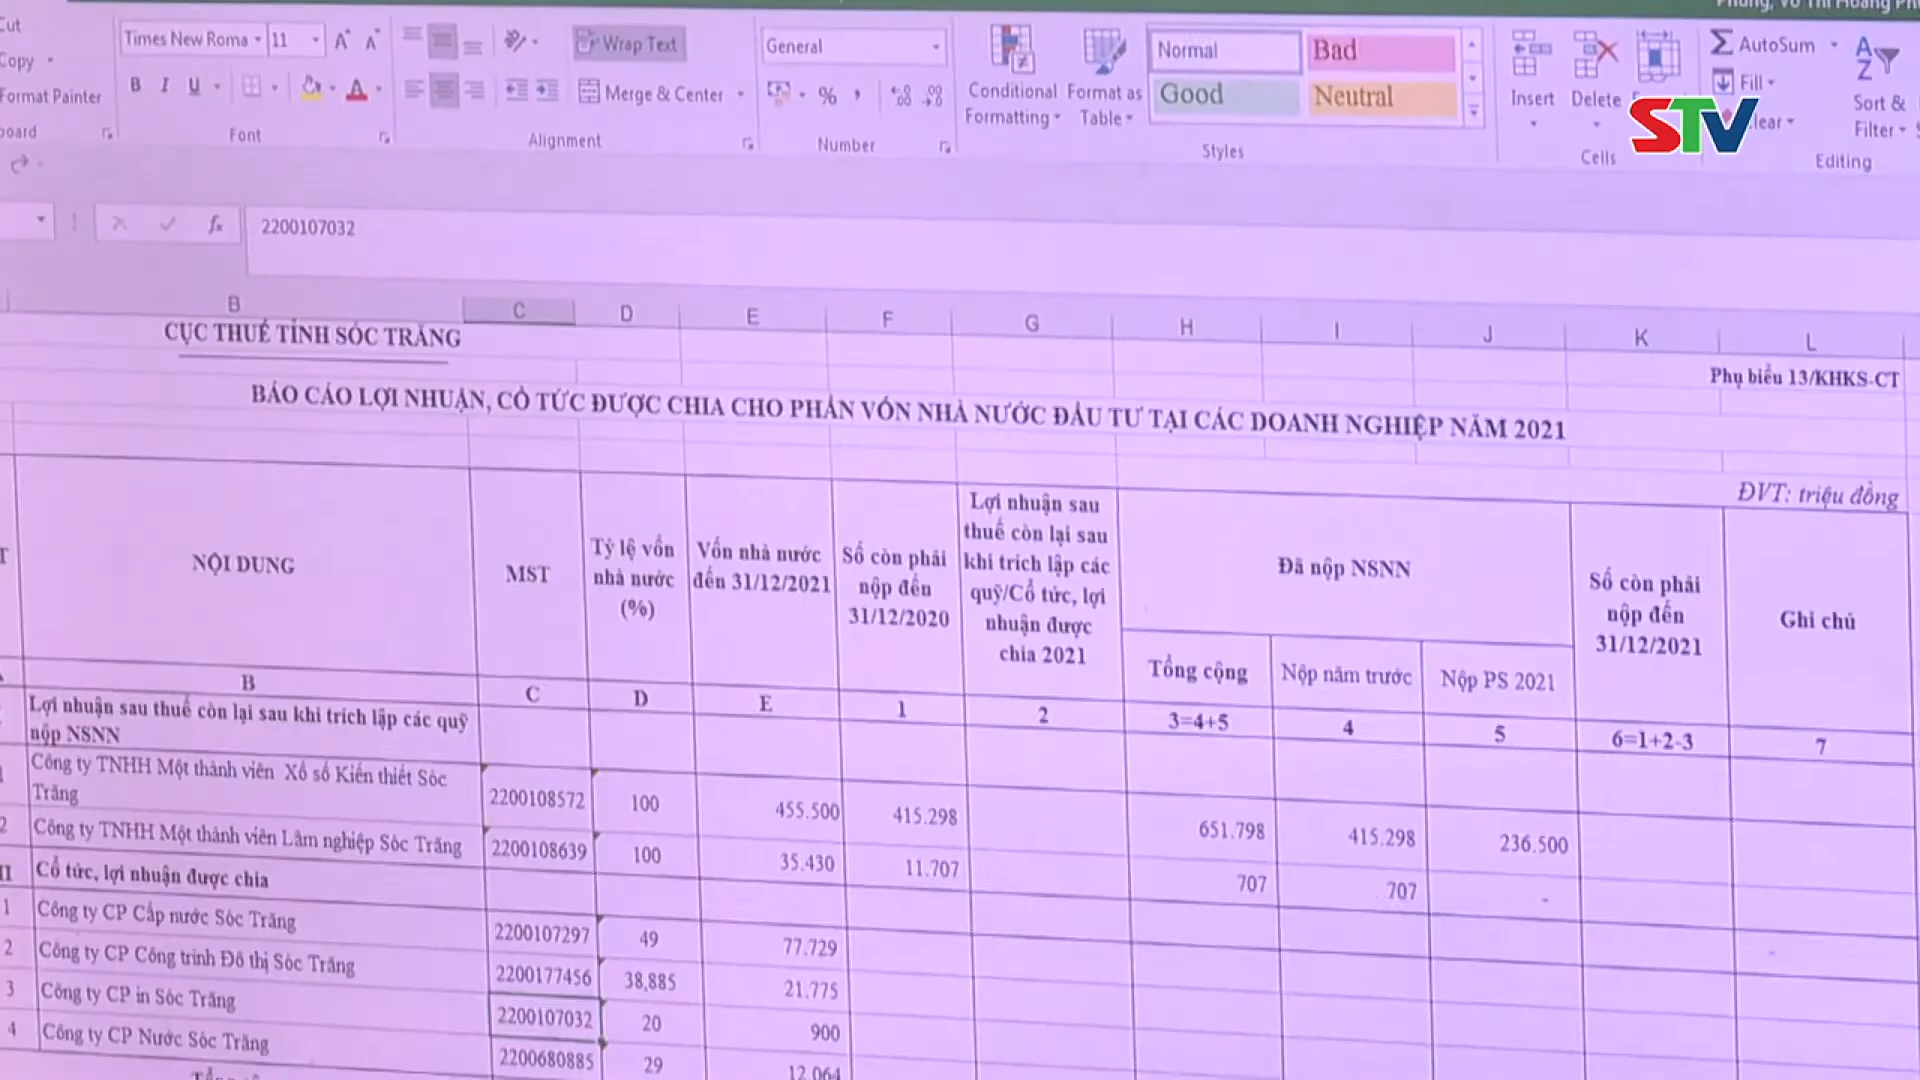 Cut
Times New Roma 11
Wrap Text
General
Normal Bad
AutoSum
Copy
Format Painter
B I U
Merge & Center
%
Conditional Formatting
Format as Table
Good Neutral
Insert Delete
Fill
Clear
Sort & Filter
Font
Alignment
Number
Styles
Cells
Editing
STV
fx 2200107032
B C D E F G H I J K L
CỤC THUẾ TỈNH SÓC TRĂNG
Phụ biểu 13/KHKS-CT
BÁO CÁO LỢI NHUẬN, CỔ TỨC ĐƯỢC CHIA CHO PHẦN VỐN NHÀ NƯỚC ĐẦU TƯ TẠI CÁC DOANH NGHIỆP NĂM 2021
ĐVT: triệu đồng
NỘI DUNG
MST
Tỷ lệ vốn
nhà nước
(%)
Vốn nhà nước
đến 31/12/2021
Số còn phải
nộp đến
31/12/2020
Lợi nhuận sau
thuế còn lại sau
khi trích lập các
quỹ/Cổ tức, lợi
nhuận được
chia 2021
Đã nộp NSNN
Tổng cộng
Nộp năm trước
Nộp PS 2021
Số còn phải
nộp đến
31/12/2021
Ghi chú
B C D E 1 2 3=4+5 4 5 6=1+2-3 7
Lợi nhuận sau thuế còn lại sau khi trích lập các quỹ
nộp NSNN
Công ty TNHH Một thành viên Xổ số Kiến thiết Sóc
Trăng 2200108572 100 455.500 415.298 651.798 415.298 236.500
2 Công ty TNHH Một thành viên Lâm nghiệp Sóc Trăng 2200108639 100 35.430 11.707 707 707 -
II Cổ tức, lợi nhuận được chia
1 Công ty CP Cấp nước Sóc Trăng 2200107297 49 77.729 -
2 Công ty CP Công trình Đô thị Sóc Trăng 2200177456 38,885 21.775
3 Công ty CP in Sóc Trăng 2200107032 20 900
4 Công ty CP Nước Sóc Trăng 2200680885 29 12.064